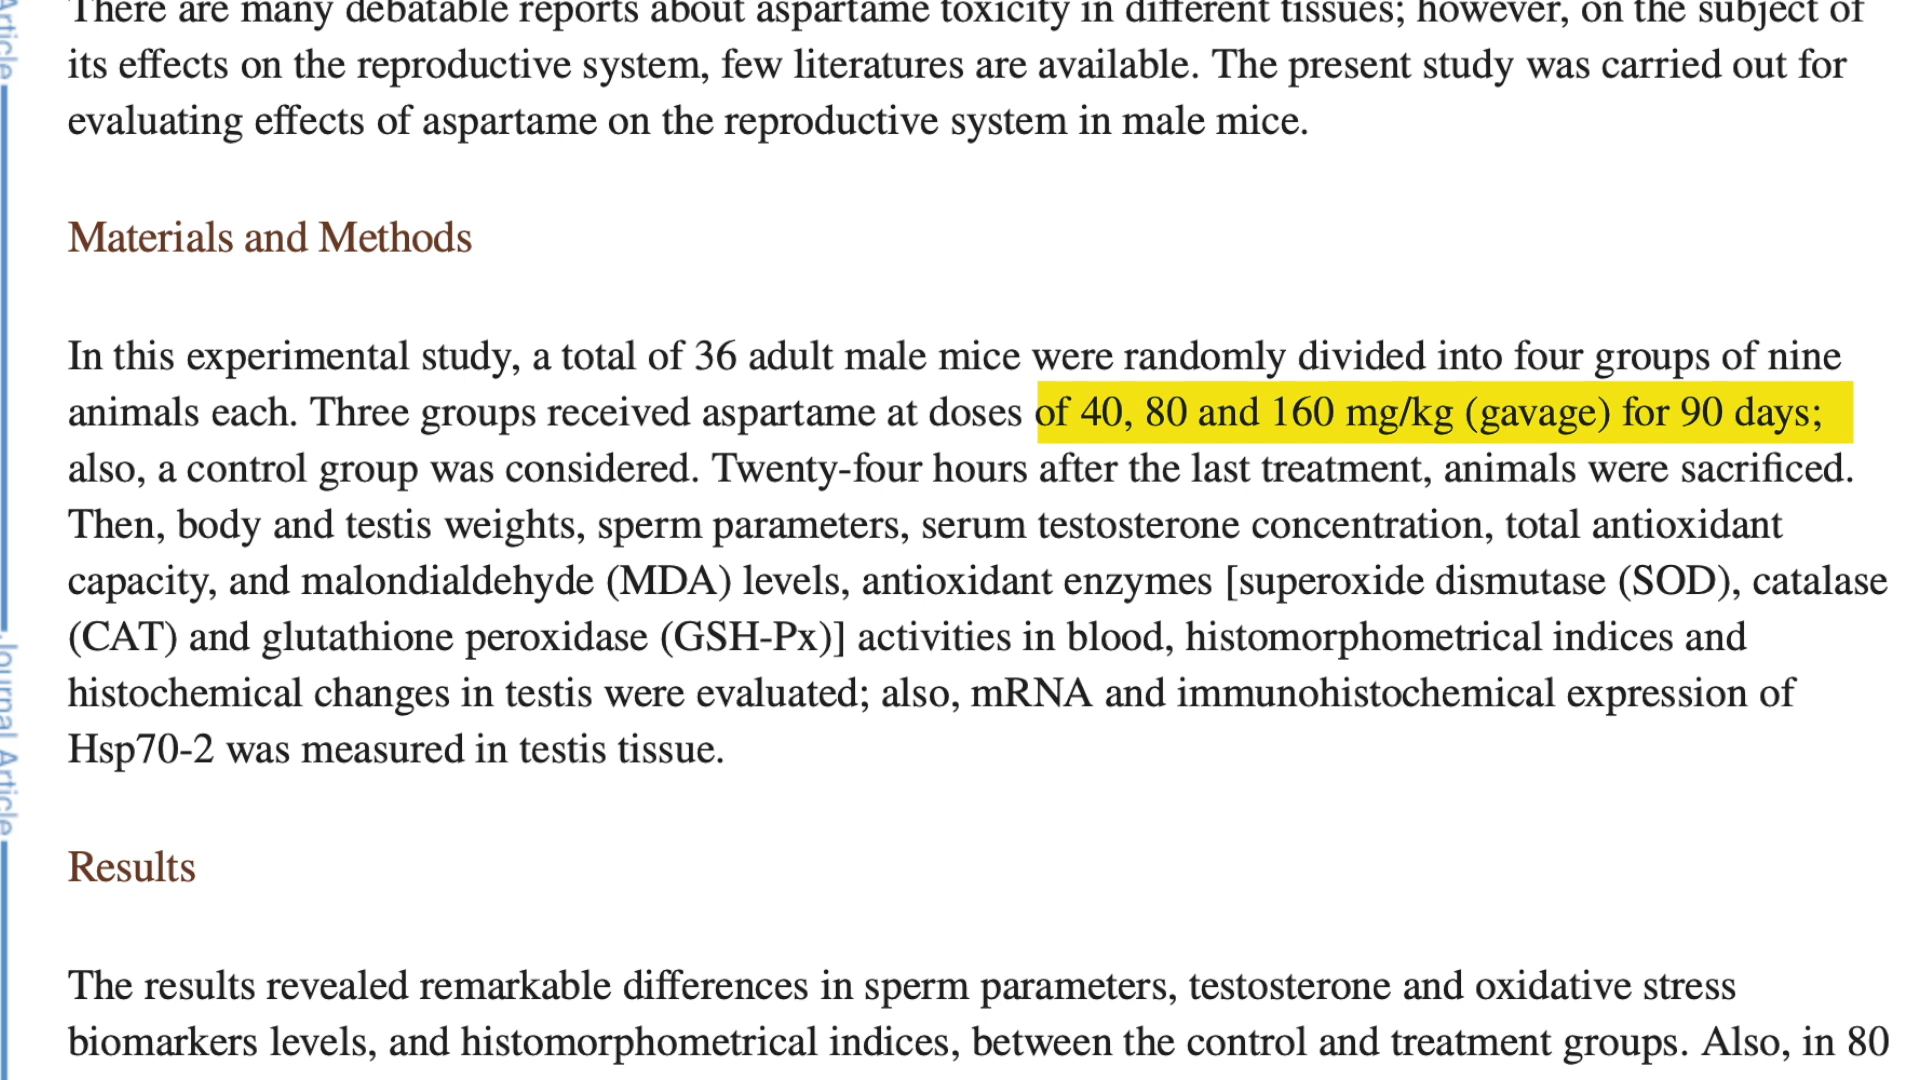 There are many debatable reports about aspartame toxicity in different tissues; however, on the subject of
its effects on the reproductive system, few literatures are available. The present study was carried out for
evaluating effects of aspartame on the reproductive system in male mice.
Materials and Methods
In this experimental study, a total of 36 adult male mice were randomly divided into four groups of nine
animals each. Three groups received aspartame at doses of 40, 80 and 160 mg/kg (gavage) for 90 days;
also, a control group was considered. Twenty-four hours after the last treatment, animals were sacrificed.
Then, body and testis weights, sperm parameters, serum testosterone concentration, total antioxidant
capacity, and malondialdehyde (MDA) levels, antioxidant enzymes [superoxide dismutase (SOD), catalase
(CAT) and glutathione peroxidase (GSH-Px)] activities in blood, histomorphometrical indices and
histochemical changes in testis were evaluated; also, mRNA and immunohistochemical expression of
Hsp70-2 was measured in testis tissue.
Results
The results revealed remarkable differences in sperm parameters, testosterone and oxidative stress
biomarkers levels, and histomorphometrical indices, between the control and treatment groups. Also, in 80
Article
Journal Article